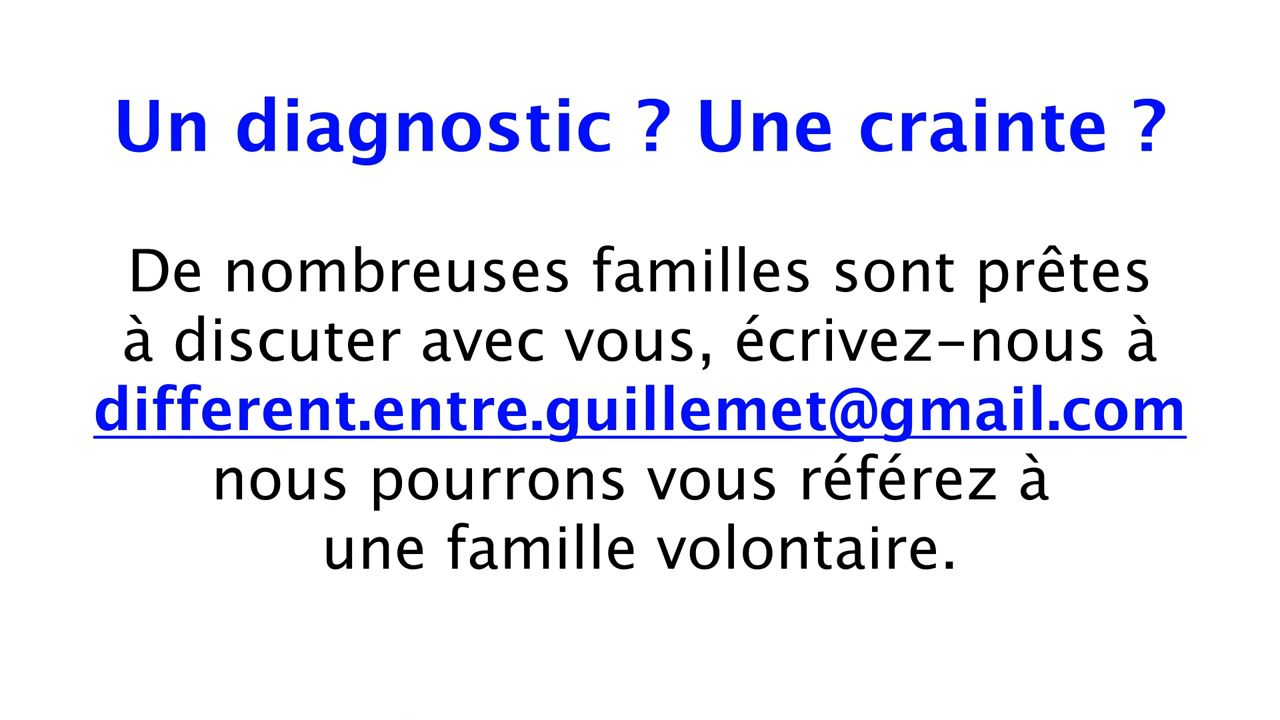 Un diagnostic ? Une crainte ?
De nombreuses familles sont prêtes
à discuter avec vous, écrivez-nous à
different.entre.guillemet@gmail.com
nous pourrons vous référez à
une famille volontaire.